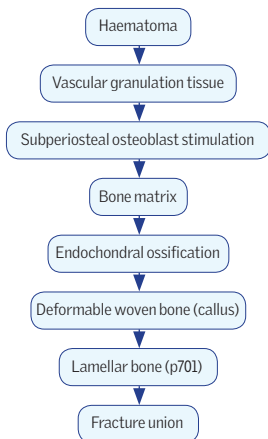 Haematoma
Vascular granulation tissue
Subperiosteal osteoblast stimulation
Bone matrix
Endochondral ossification
Deformable woven bone (callus)
Lamellar bone (p701)
Fracture union